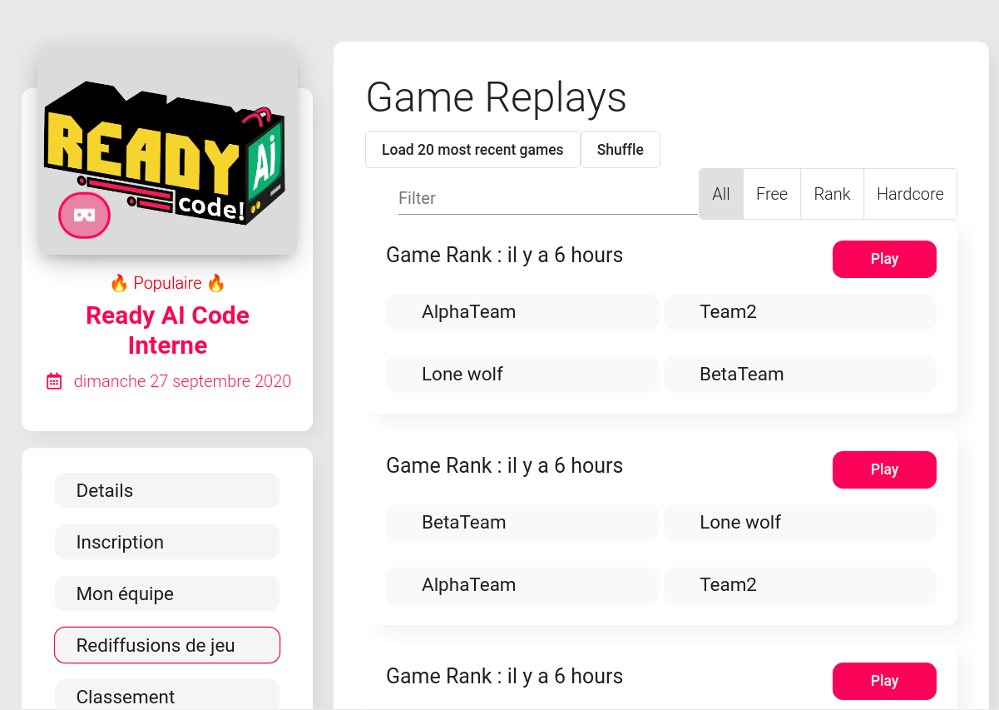 READY
Ai
code!
🔥 Populaire 🔥
Ready AI Code
Interne
dimanche 27 septembre 2020
Details
Inscription
Mon équipe
Rediffusions de jeu
Classement
Game Replays
Load 20 most recent games Shuffle
Filter All Free Rank Hardcore
Game Rank : il y a 6 hours Play
AlphaTeam Team2
Lone wolf BetaTeam
Game Rank : il y a 6 hours Play
BetaTeam Lone wolf
AlphaTeam Team2
Game Rank : il y a 6 hours Play